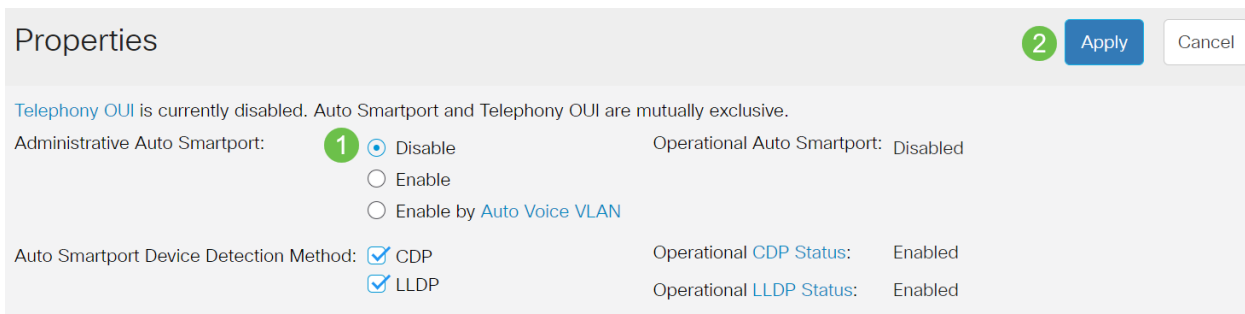 Properties
2 Apply Cancel
Telephony OUI is currently disabled. Auto Smartport and Telephony OUI are mutually exclusive.
Administrative Auto Smartport: 1 Disable Operational Auto Smartport: Disabled
Enable
Enable by Auto Voice VLAN
Auto Smartport Device Detection Method: CDP Operational CDP Status: Enabled
LLDP Operational LLDP Status: Enabled